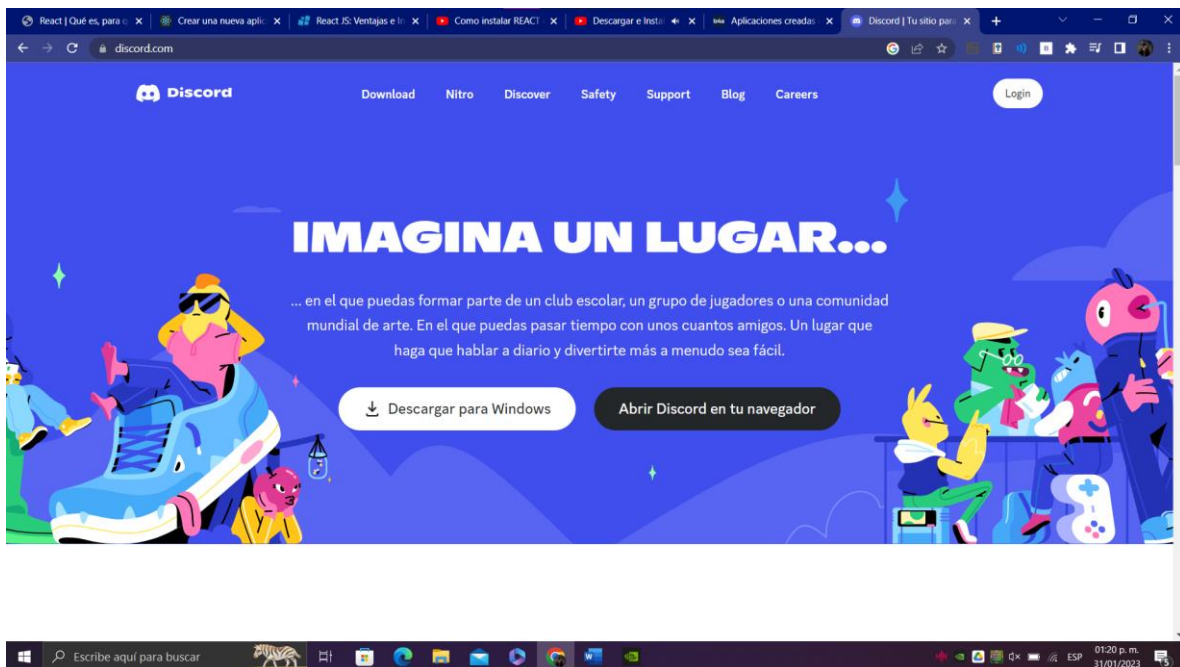 React | Qué es, para q
Crear una nueva aplic
React JS: Ventajas e In
Como instalar REACT
Descargar e Instal
Aplicaciones creadas
Discord | Tu sitio para
discord.com
Discord
Download Nitro Discover Safety Support Blog Careers
Login
IMAGINA UN LUGAR...
... en el que puedas formar parte de un club escolar, un grupo de jugadores o una comunidad
mundial de arte. En el que puedas pasar tiempo con unos cuantos amigos. Un lugar que
haga que hablar a diario y divertirte más a menudo sea fácil.
Descargar para Windows
Abrir Discord en tu navegador
Escribe aquí para buscar
ESP
01:20 p. m.
31/01/2023
5